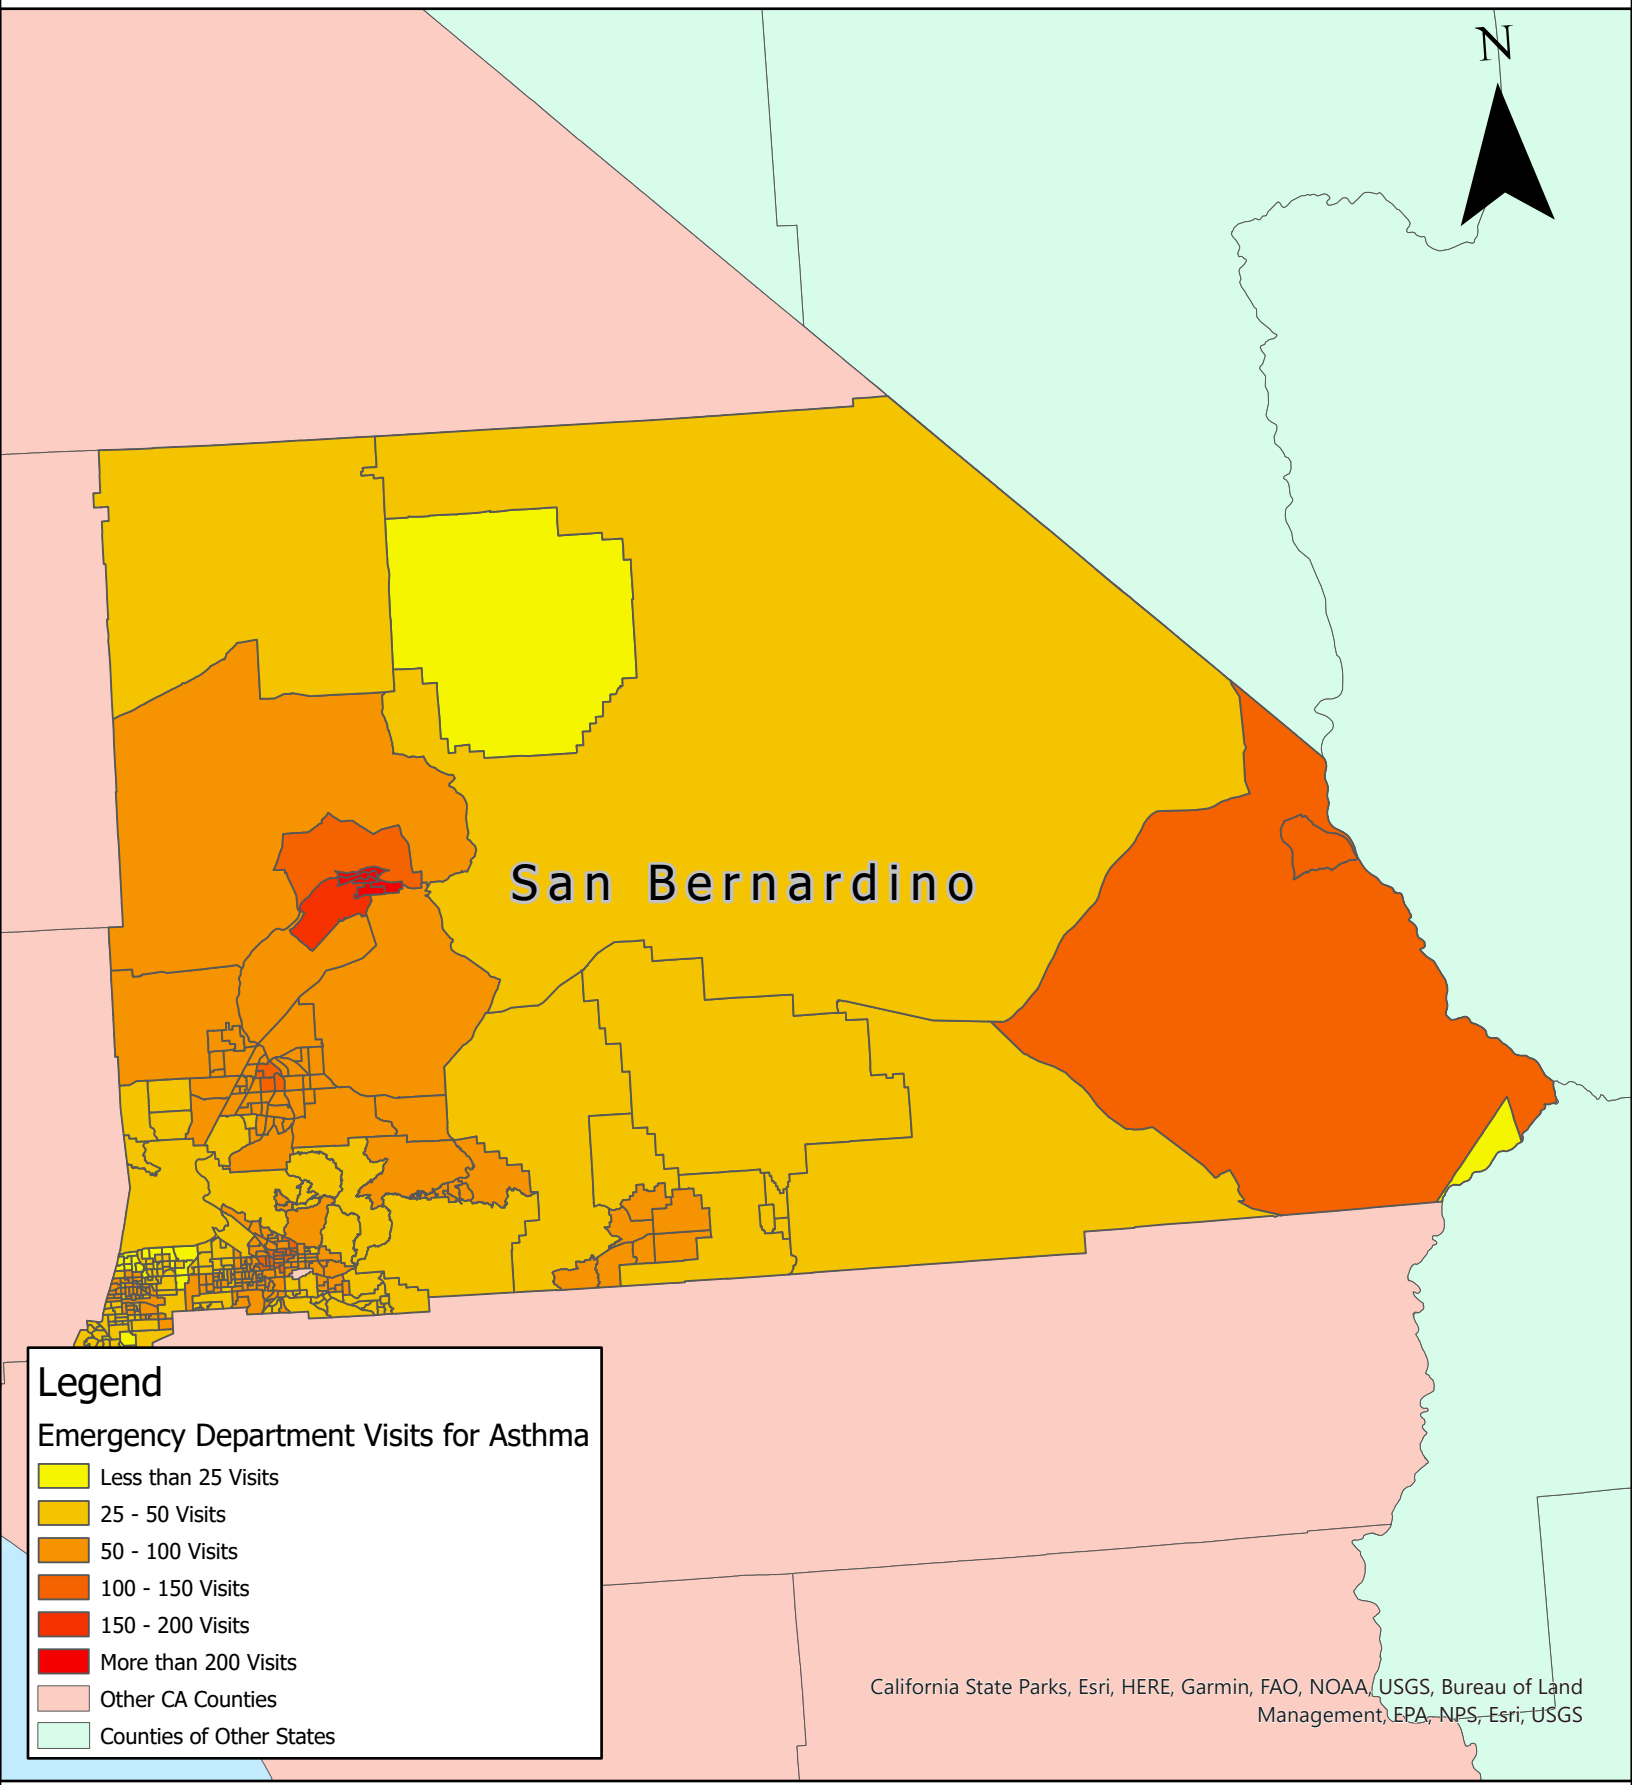 N
San Bernardino
Legend
Emergency Department Visits for Asthma
Less than 25 Visits
25 - 50 Visits
50 - 100 Visits
100 - 150 Visits
150 - 200 Visits
More than 200 Visits
Other CA Counties
Counties of Other States
California State Parks, Esri, HERE, Garmin, FAO, NOAA, USGS, Bureau of Land
Management, EPA, NPS, Esri, USGS